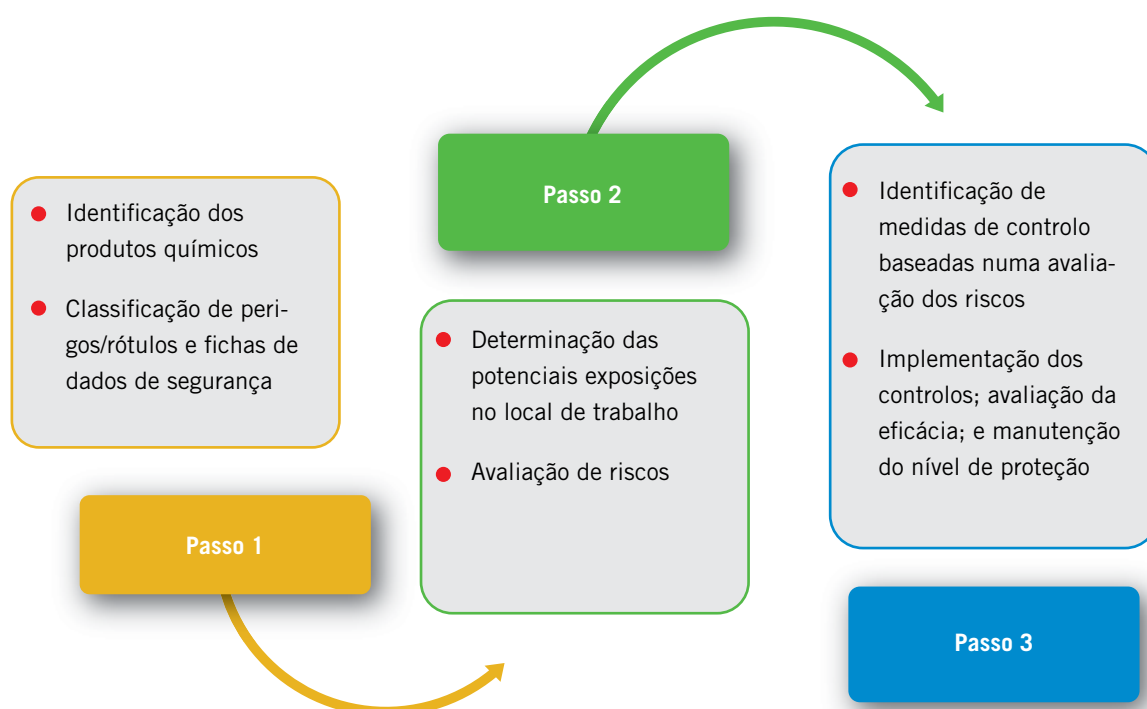 Passo 1
Identificação dos
produtos químicos
Classificação de peri-
gos/rótulos e fichas de
dados de segurança
Passo 2
Determinação das
potenciais exposições
no local de trabalho
Avaliação de riscos
Passo 3
Identificação de
medidas de controlo
baseadas numa avalia-
ção dos riscos
Implementação dos
controlos; avaliação da
eficácia; e manutenção
do nível de proteção